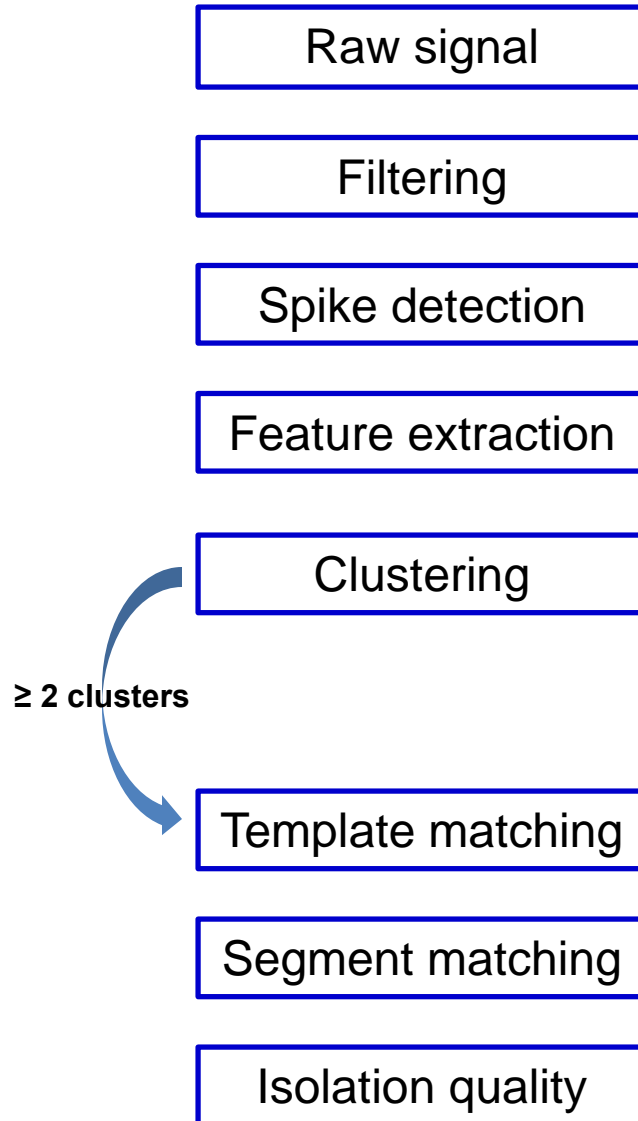 Raw signal
Filtering
Spike detection
Feature extraction
Clustering
≥ 2 clusters
Template matching
Segment matching
Isolation quality